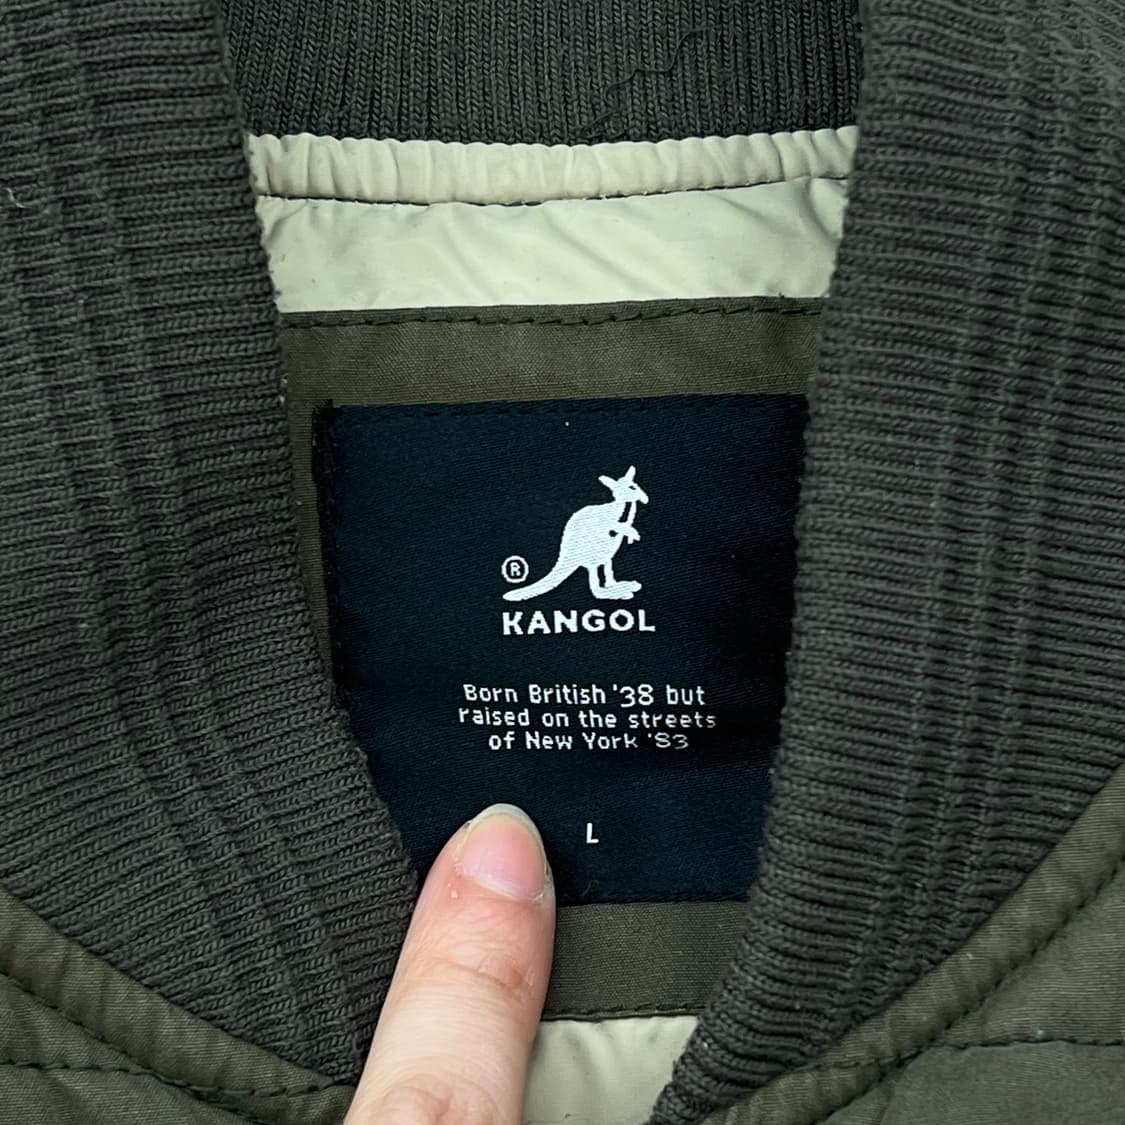 ®
KANGOL
Born British '38 but
raised on the streets
of New York '83
L